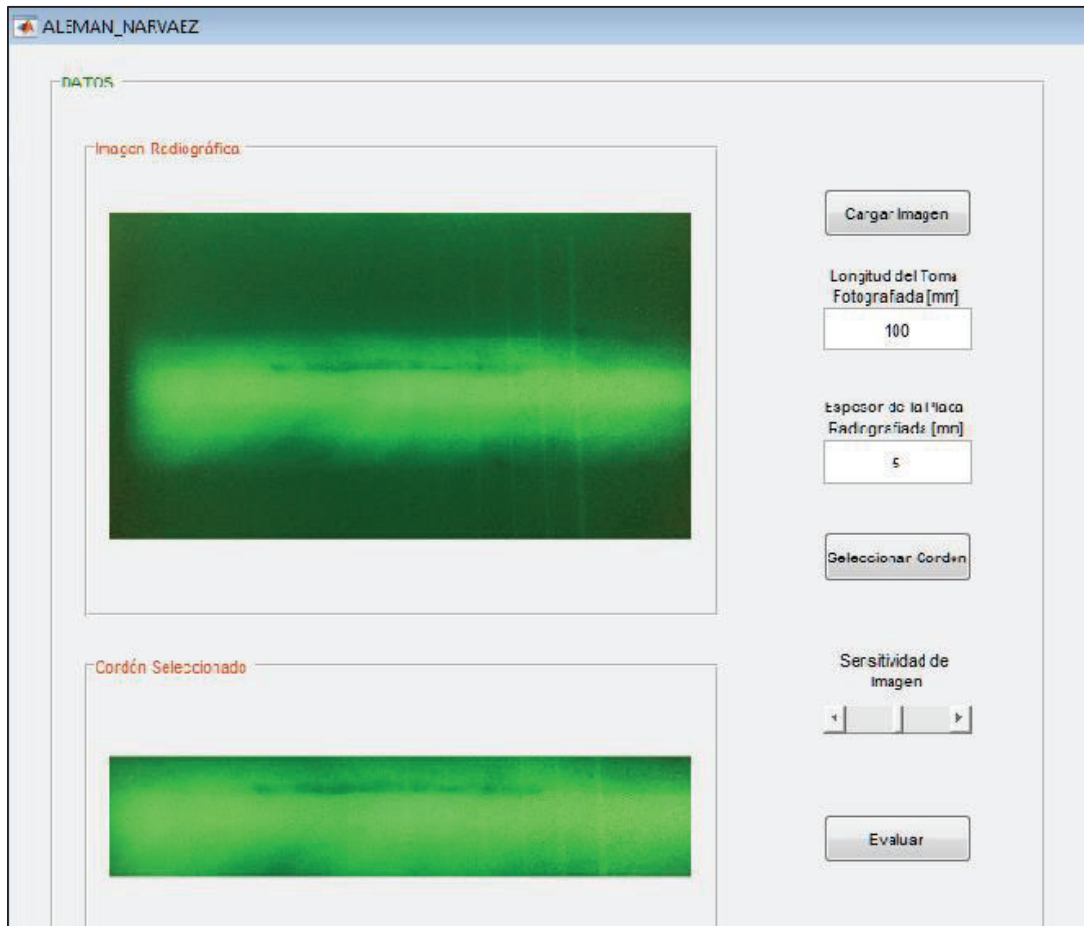 ALEMAN_NARVAEZ
DATOS
Imagen Radiográfica
Cargar Imagen
Longitud del Toma
Fotografiada [mm]
100
Espesor de la Placa
Radiografiada [mm]
5
Seleccionar Cordon
Cordón Seleccionado
Sensitividad de
Imagen
Evaluar